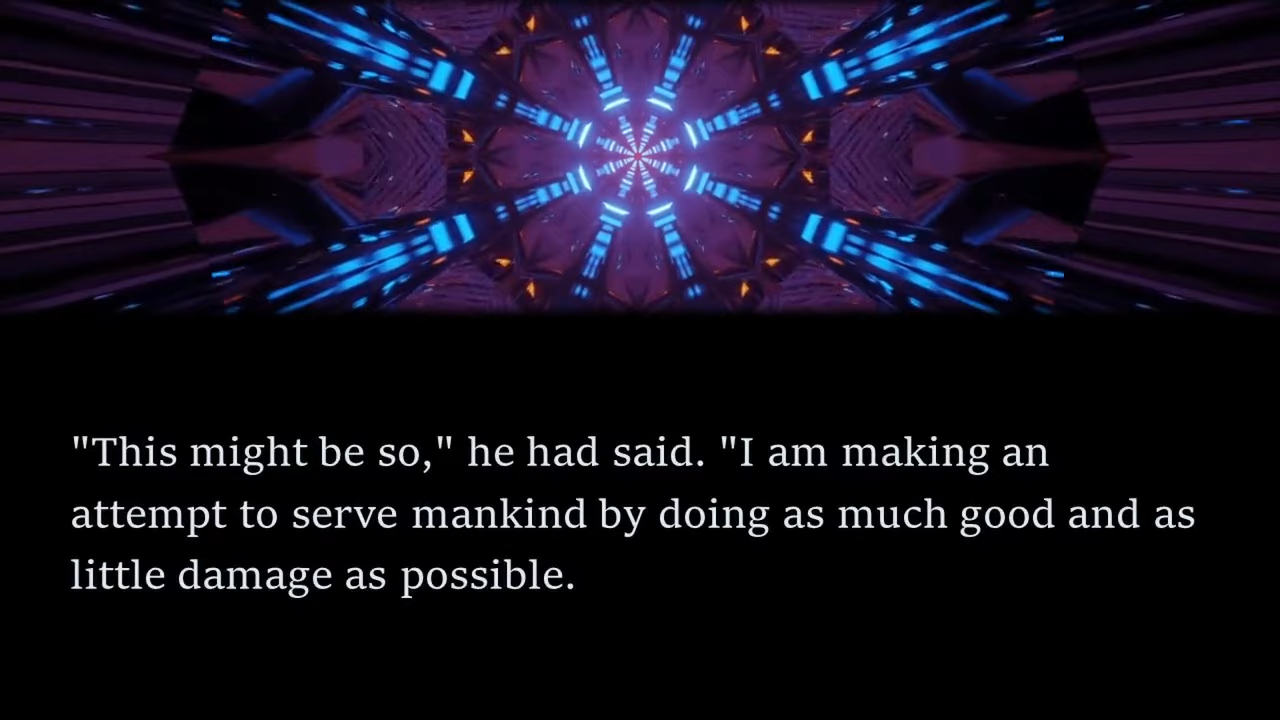 "This might be so," he had said. "I am making an
attempt to serve mankind by doing as much good and as
little damage as possible.